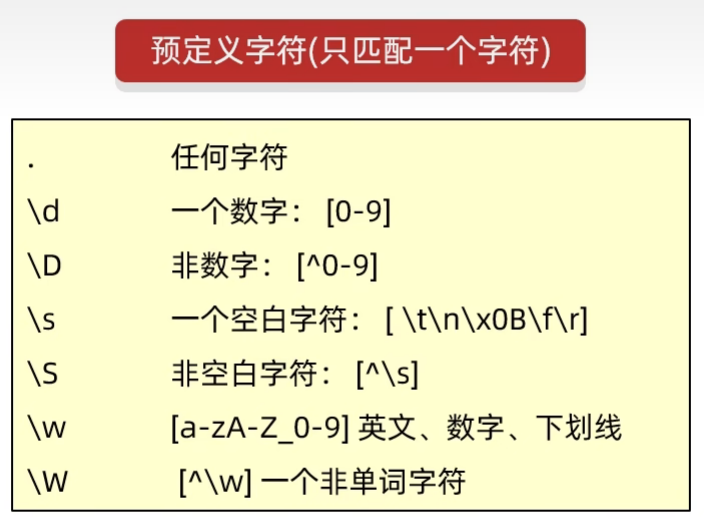 预定义字符(只匹配一个字符)
. 任何字符
\d 一个数字： [0-9]
\D 非数字： [^0-9]
\s 一个空白字符： [ \t\n\x0B\f\r]
\S 非空白字符： [^\s]
\w [a-zA-Z_0-9] 英文、数字、下划线
\W [^\w] 一个非单词字符